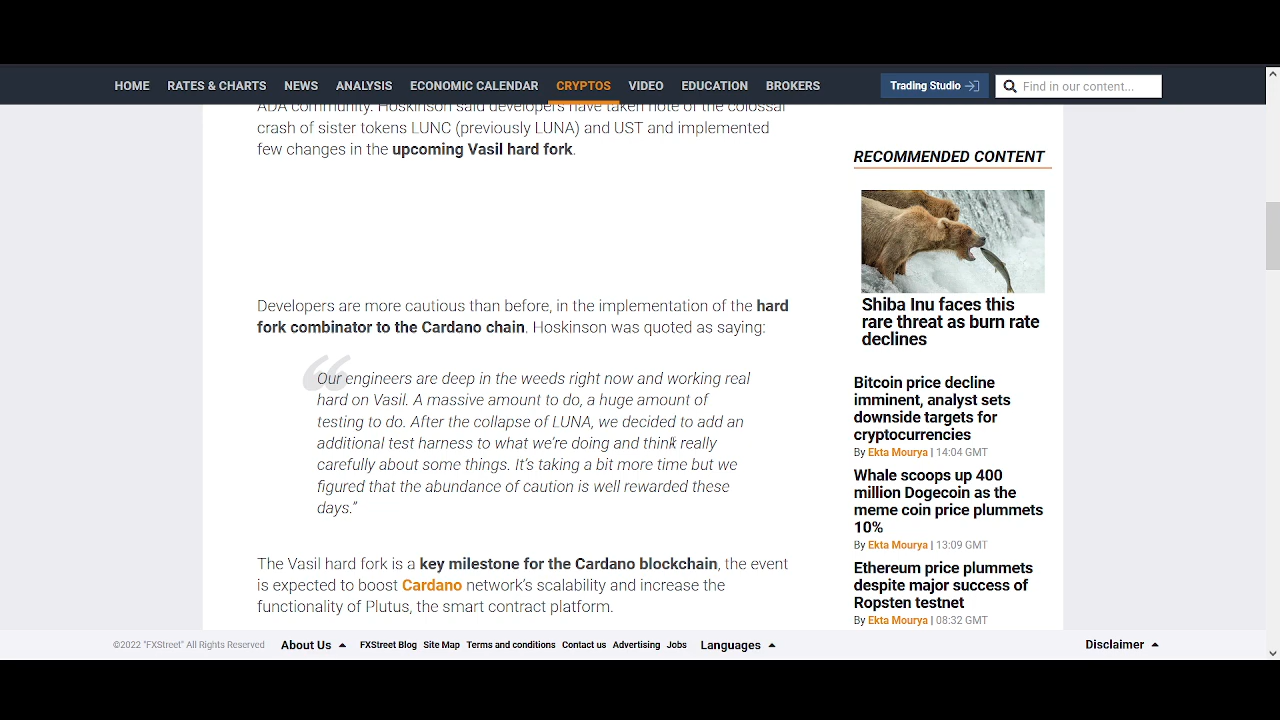 HOME RATES & CHARTS NEWS ANALYSIS ECONOMIC CALENDAR CRYPTOS VIDEO EDUCATION BROKERS Trading Studio Find in our content...
ADA community. Hoskinson said developers have taken note of the colossal
crash of sister tokens LUNC (previously LUNA) and UST and implemented
few changes in the upcoming Vasil hard fork.
Developers are more cautious than before, in the implementation of the hard
fork combinator to the Cardano chain. Hoskinson was quoted as saying:
“
Our engineers are deep in the weeds right now and working real
hard on Vasil. A massive amount to do, a huge amount of
testing to do. After the collapse of LUNA, we decided to add an
additional test harness to what we’re doing and think really
carefully about some things. It’s taking a bit more time but we
figured that the abundance of caution is well rewarded these
days.”
The Vasil hard fork is a key milestone for the Cardano blockchain, the event
is expected to boost Cardano network’s scalability and increase the
functionality of Plutus, the smart contract platform.
RECOMMENDED CONTENT
Shiba Inu faces this
rare threat as burn rate
declines
Bitcoin price decline
imminent, analyst sets
downside targets for
cryptocurrencies
By Ekta Mourya | 14:04 GMT
Whale scoops up 400
million Dogecoin as the
meme coin price plummets
10%
By Ekta Mourya | 13:09 GMT
Ethereum price plummets
despite major success of
Ropsten testnet
By Ekta Mourya | 08:32 GMT
©2022 "FXStreet" All Rights Reserved About Us FXStreet Blog Site Map Terms and conditions Contact us Advertising Jobs Languages Disclaimer